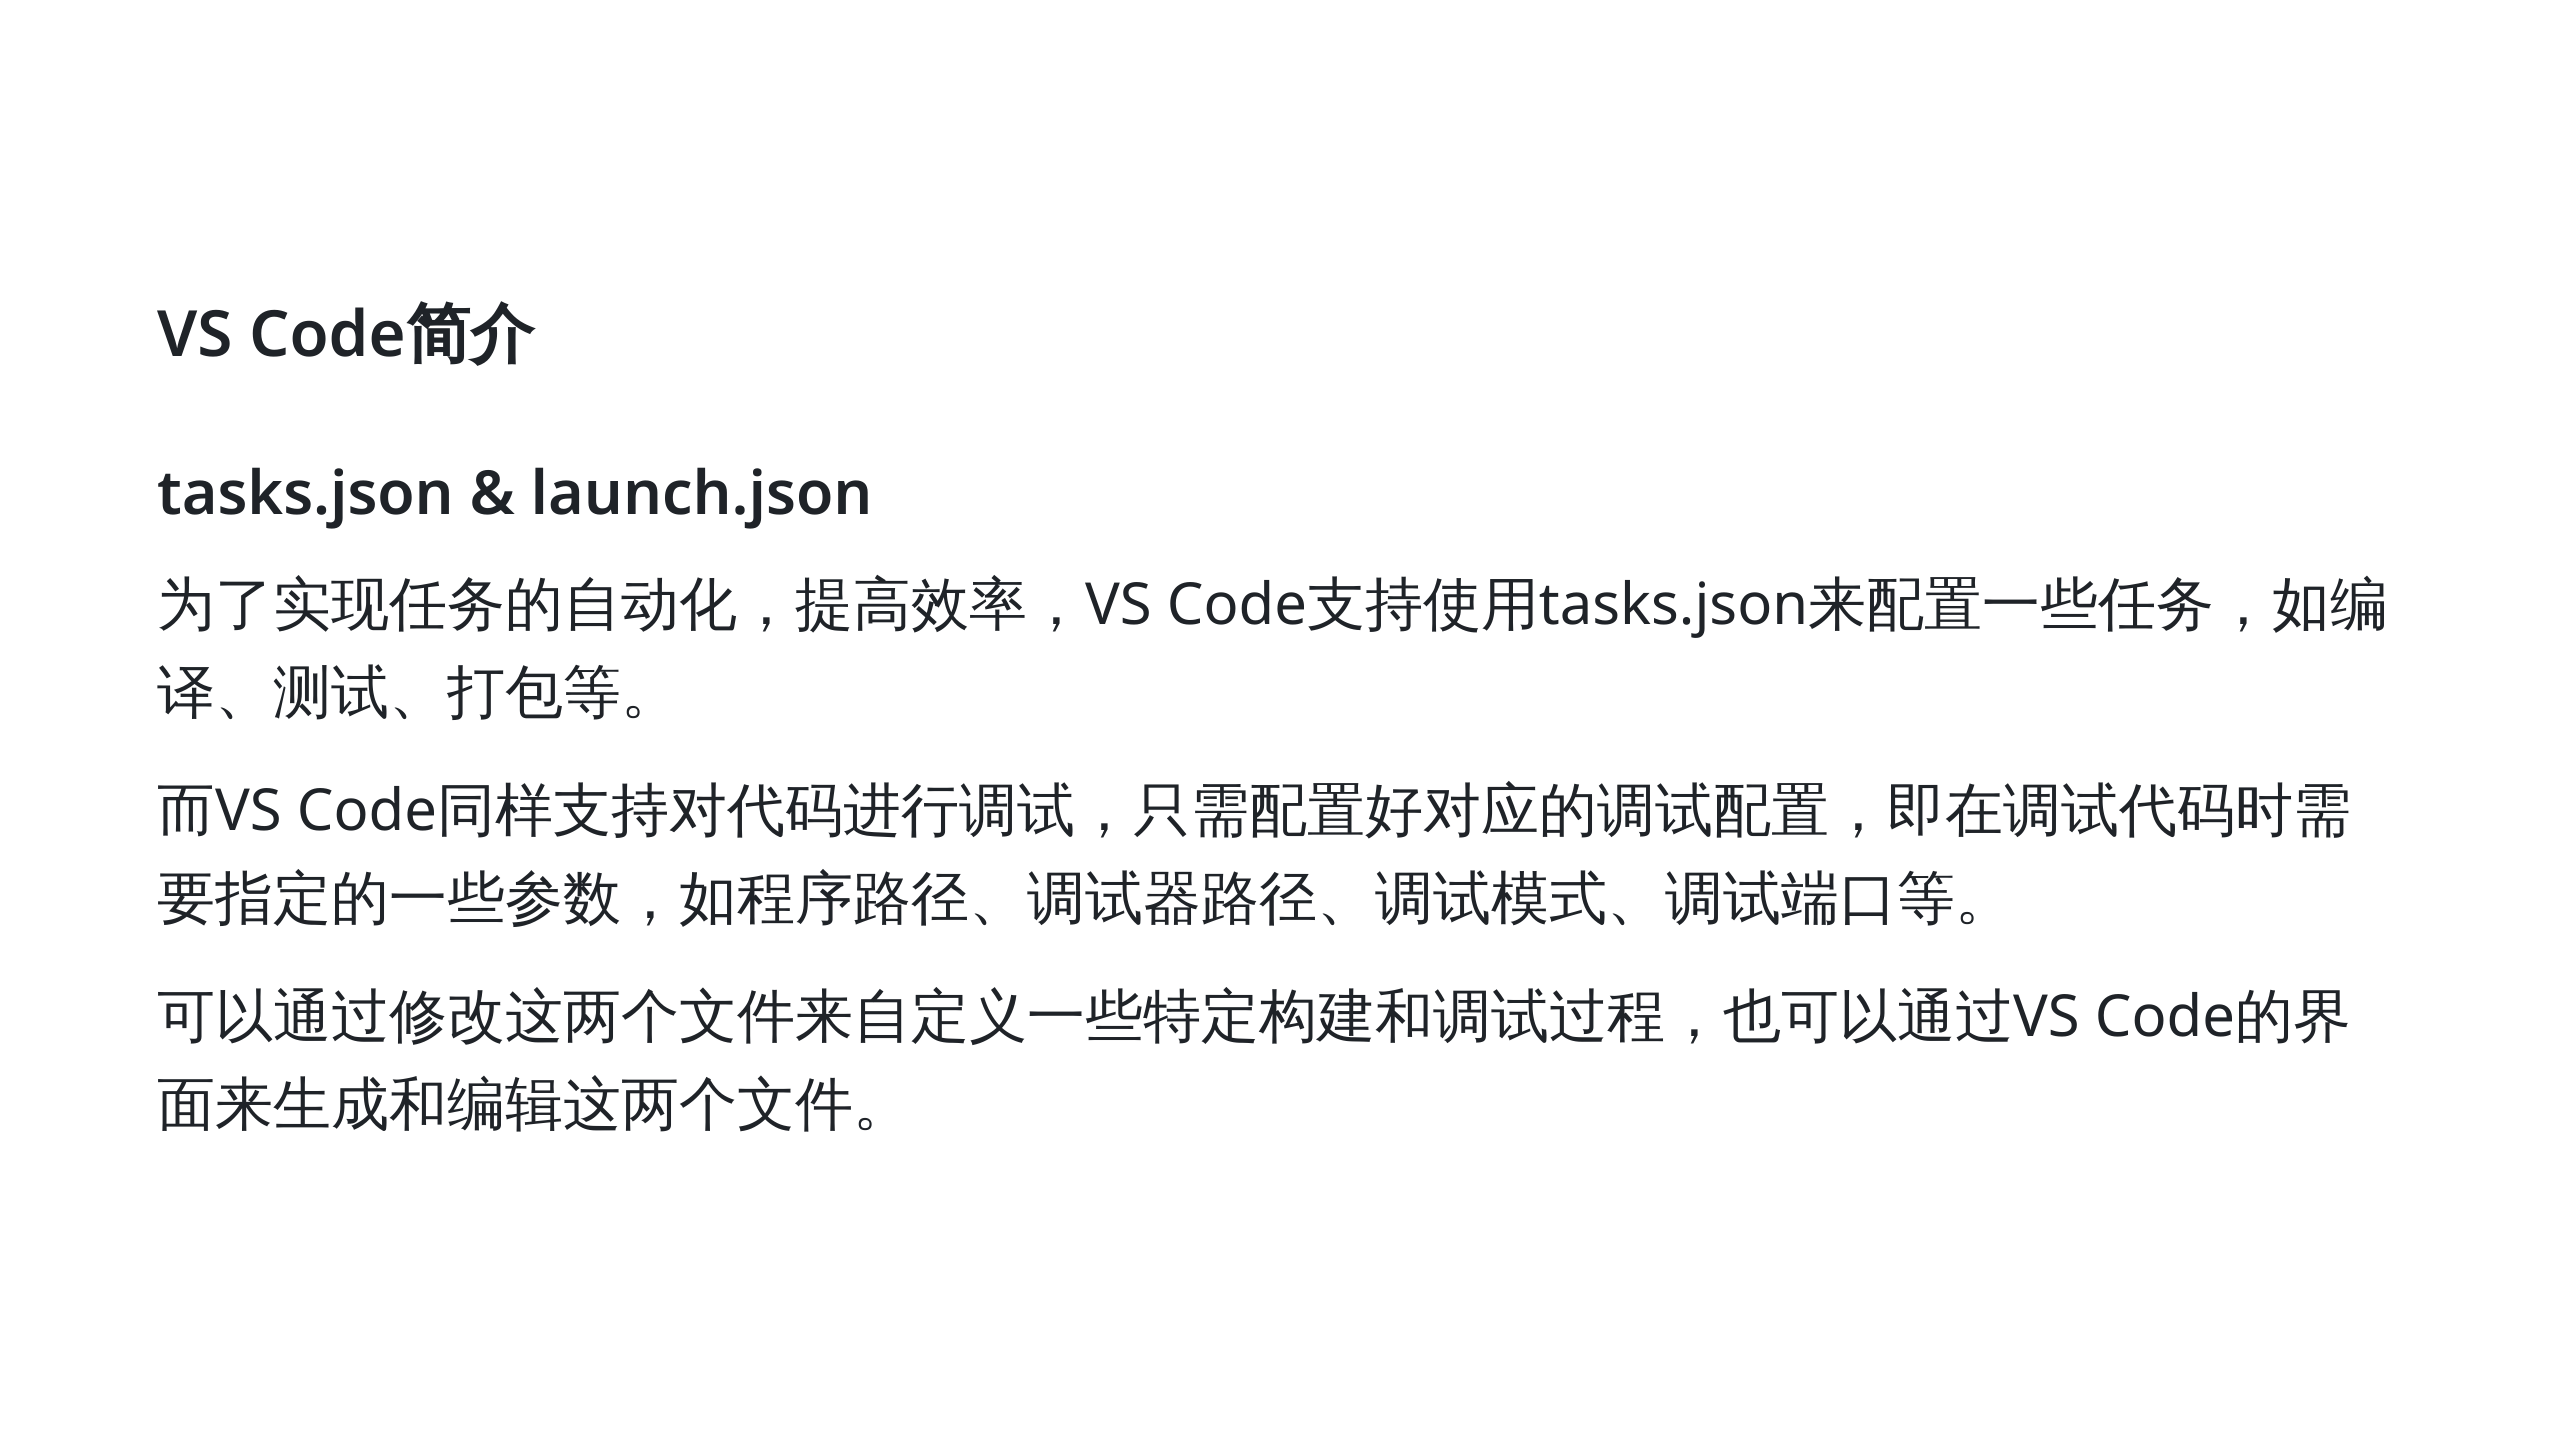 VS Code简介
tasks.json & launch.json
为了实现任务的自动化，提高效率，VS Code支持使用tasks.json来配置一些任务，如编
译、测试、打包等。
而VS Code同样支持对代码进行调试，只需配置好对应的调试配置，即在调试代码时需
要指定的一些参数，如程序路径、调试器路径、调试模式、调试端口等。
可以通过修改这两个文件来自定义一些特定构建和调试过程，也可以通过VS Code的界
面来生成和编辑这两个文件。